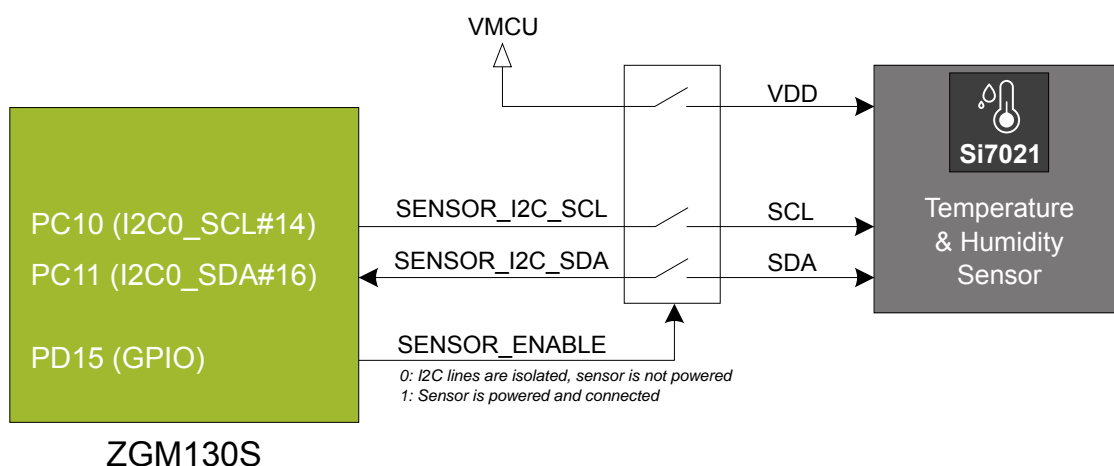 VMCU
VDD
Si7021
PC10 (I2C0_SCL#14)
SENSOR_I2C_SCL
SCL
Temperature
& Humidity
Sensor
PC11 (I2C0_SDA#16)
SENSOR_I2C_SDA
SDA
PD15 (GPIO)
SENSOR_ENABLE
0: I2C lines are isolated, sensor is not powered
1: Sensor is powered and connected
ZGM130S